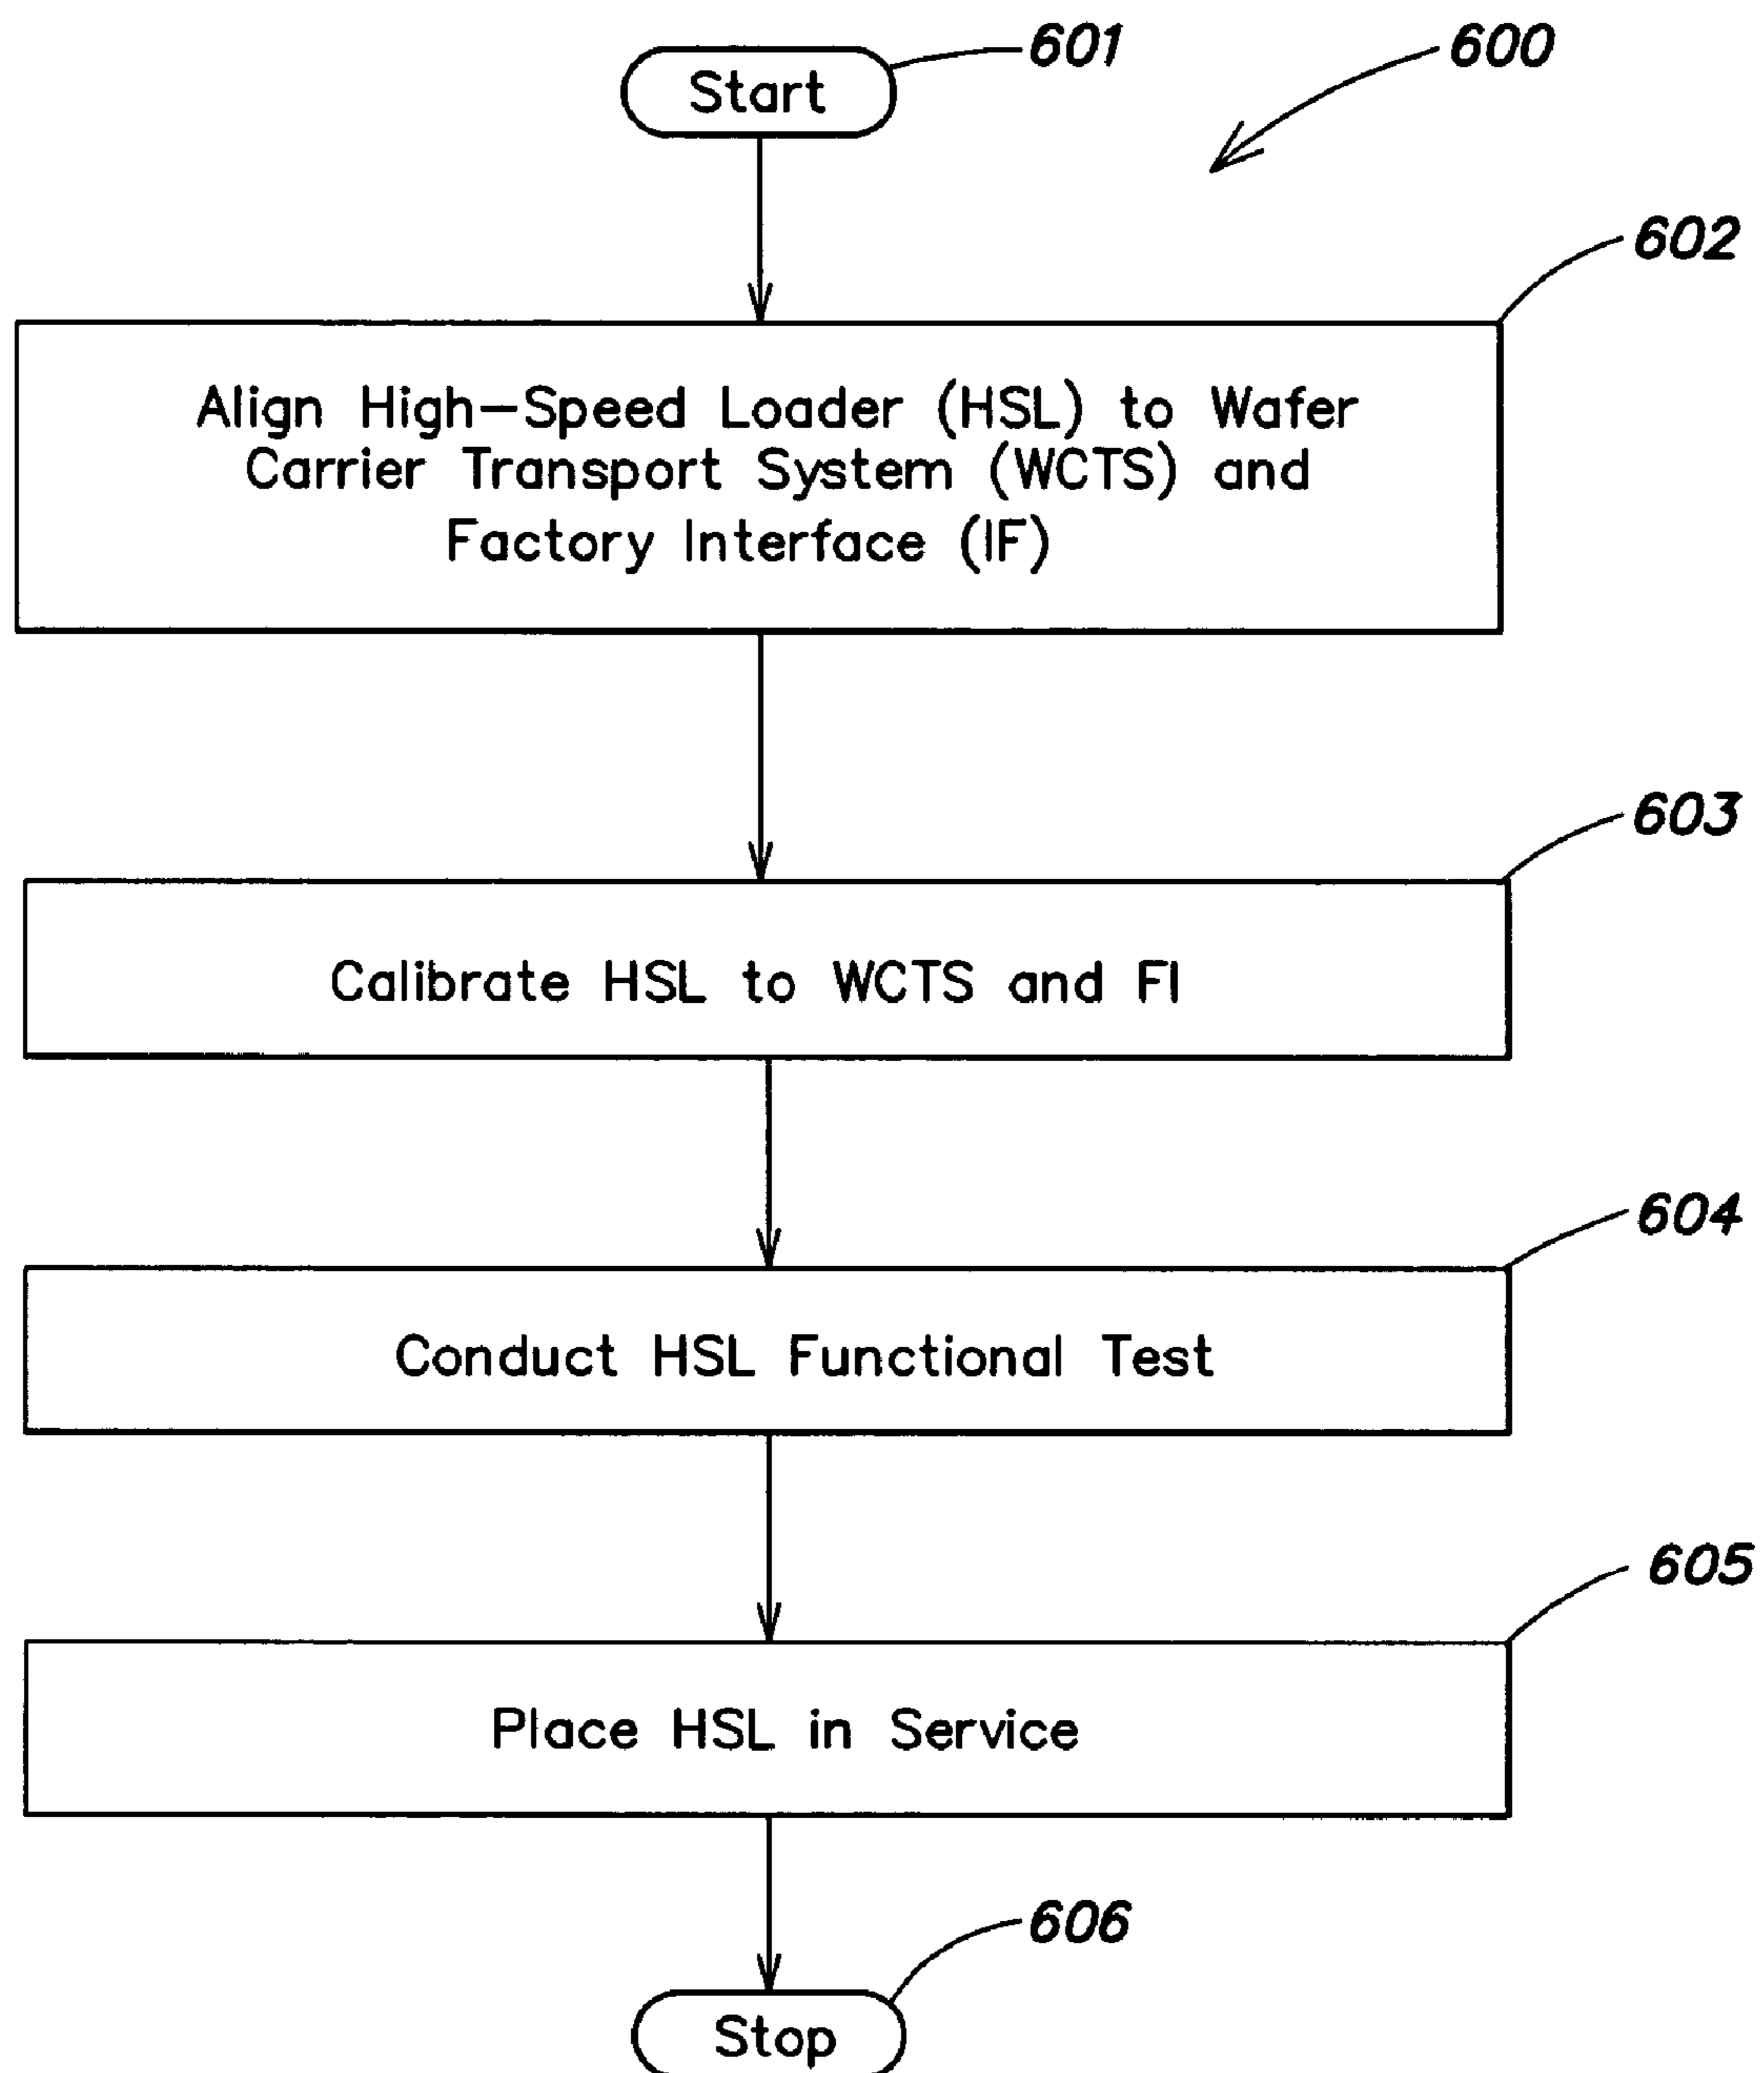 601
600
Start
602
Align High-Speed Loader (HSL) to Wafer
Carrier Transport System (WCTS) and
Factory Interface (IF)
603
Calibrate HSL to WCTS and FI
604
Conduct HSL Functional Test
605
Place HSL in Service
606
Stop